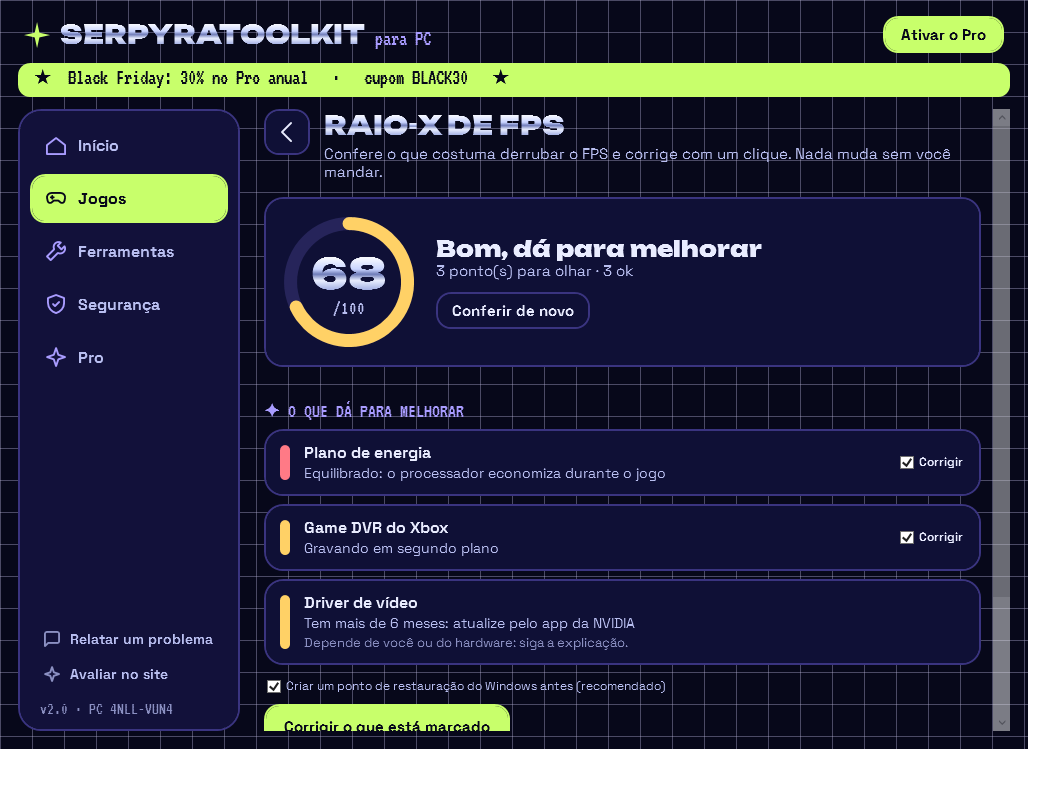 SERPYRATOOLKIT para PC
Ativar o Pro
★ Black Friday: 30% no Pro anual · cupom BLACK30 ★
Início
Jogos
Ferramentas
Segurança
Pro
Relatar um problema
Avaliar no site
v2.0 · PC 4NLL-VUN4
RAIO-X DE FPS
Confere o que costuma derrubar o FPS e corrige com um clique. Nada muda sem você
mandar.
68
/100
Bom, dá para melhorar
3 ponto(s) para olhar · 3 ok
Conferir de novo
✦ O QUE DÁ PARA MELHORAR
Plano de energia
Equilibrado: o processador economiza durante o jogo
Corrigir
Game DVR do Xbox
Gravando em segundo plano
Corrigir
Driver de vídeo
Tem mais de 6 meses: atualize pelo app da NVIDIA
Depende de você ou do hardware: siga a explicação.
Criar um ponto de restauração do Windows antes (recomendado)
Corrigir o que está marcado